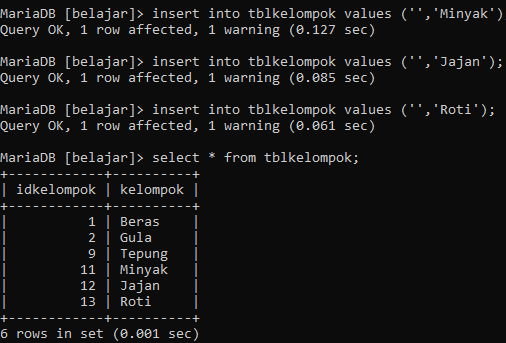 MariaDB [belajar]> insert into tblkelompok values ('','Minyak')
Query OK, 1 row affected, 1 warning (0.127 sec)

MariaDB [belajar]> insert into tblkelompok values ('','Jajan');
Query OK, 1 row affected, 1 warning (0.085 sec)

MariaDB [belajar]> insert into tblkelompok values ('','Roti');
Query OK, 1 row affected, 1 warning (0.061 sec)

MariaDB [belajar]> select * from tblkelompok;
+------------+----------+
| idkelompok | kelompok |
+------------+----------+
|          1 | Beras    |
|          2 | Gula     |
|          9 | Tepung   |
|         11 | Minyak   |
|         12 | Jajan    |
|         13 | Roti     |
+------------+----------+
6 rows in set (0.001 sec)